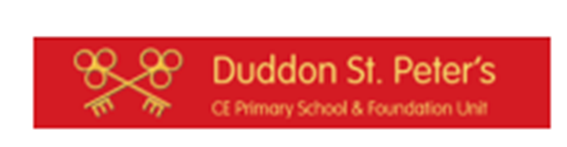 Duddon St. Peter's
CE Primary School & Foundation Unit